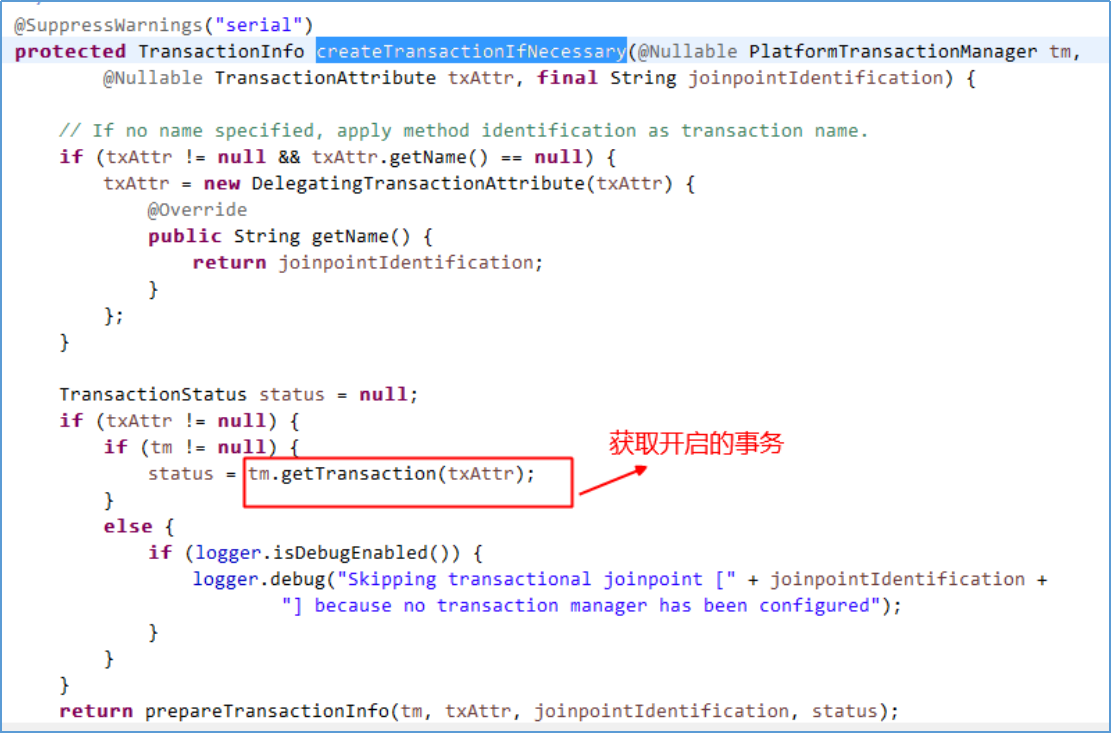 @SuppressWarnings("serial")
protected TransactionInfo createTransactionIfNecessary(@Nullable PlatformTransactionManager tm,
        @Nullable TransactionAttribute txAttr, final String joinpointIdentification) {

    // If no name specified, apply method identification as transaction name.
    if (txAttr != null && txAttr.getName() == null) {
        txAttr = new DelegatingTransactionAttribute(txAttr) {
            @Override
            public String getName() {
                return joinpointIdentification;
            }
        };
    }

    TransactionStatus status = null;
    if (txAttr != null) {
        if (tm != null) {
获取开启的事务
            status = tm.getTransaction(txAttr);
        }
        else {
            if (logger.isDebugEnabled()) {
                logger.debug("Skipping transactional joinpoint [" + joinpointIdentification +
                        "] because no transaction manager has been configured");
            }
        }
    }
    return prepareTransactionInfo(tm, txAttr, joinpointIdentification, status);